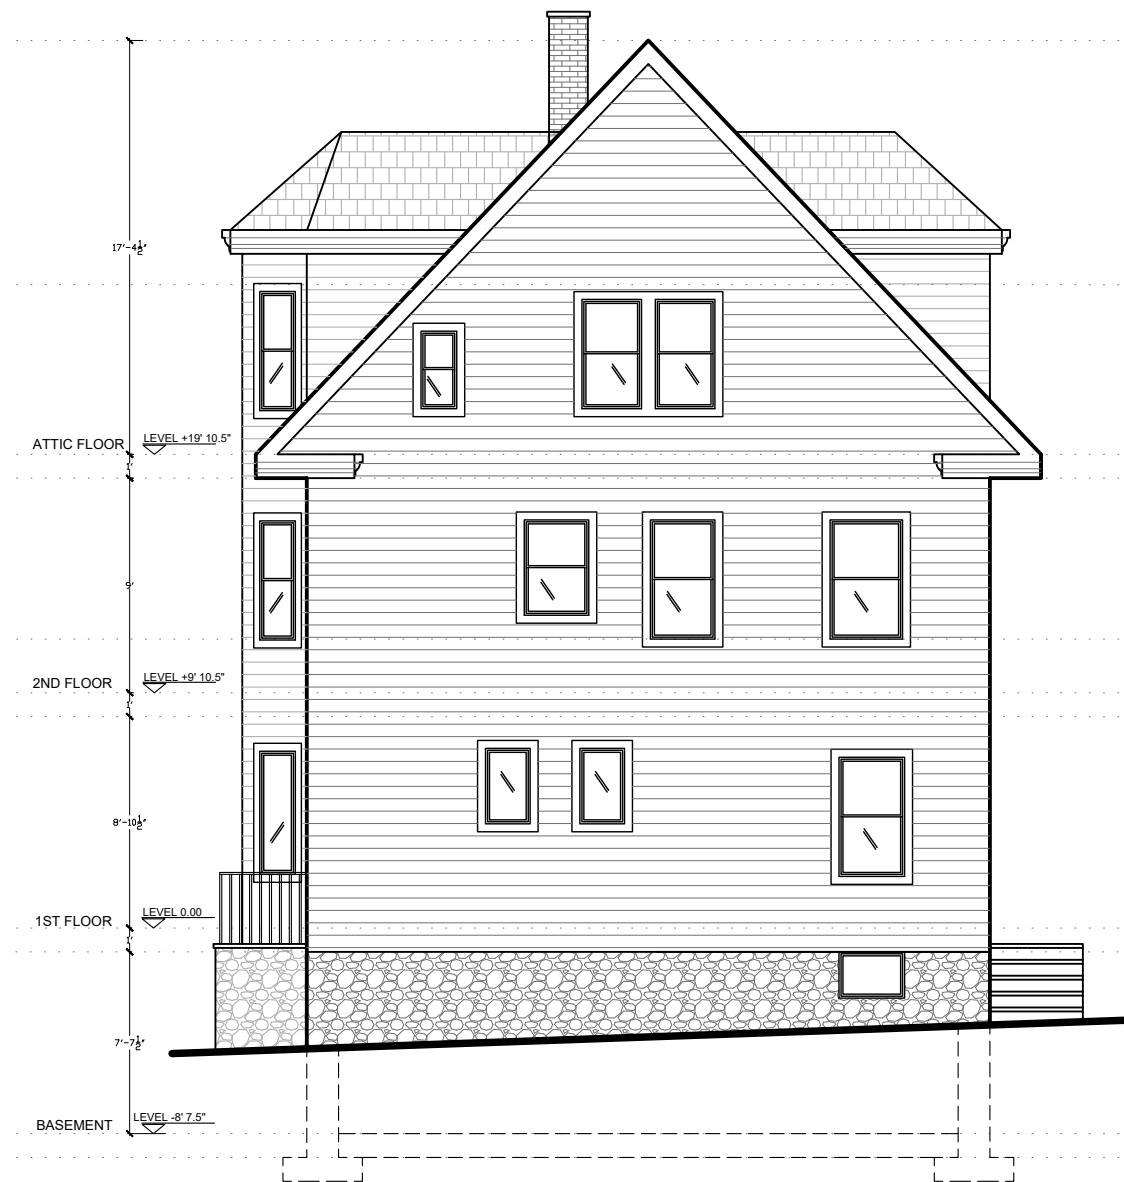 17'-4½"
ATTIC FLOOR
LEVEL +19' 10.5"
1'
9'
2ND FLOOR
LEVEL +9' 10.5"
1'
8'-10½"
1ST FLOOR
LEVEL 0.00
1'
7'-7½"
BASEMENT
LEVEL -8' 7.5"